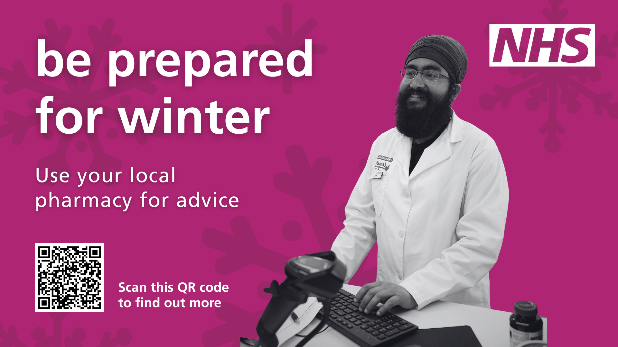 be prepared
for winter
NHS
Use your local
pharmacy for advice
Scan this QR code
to find out more